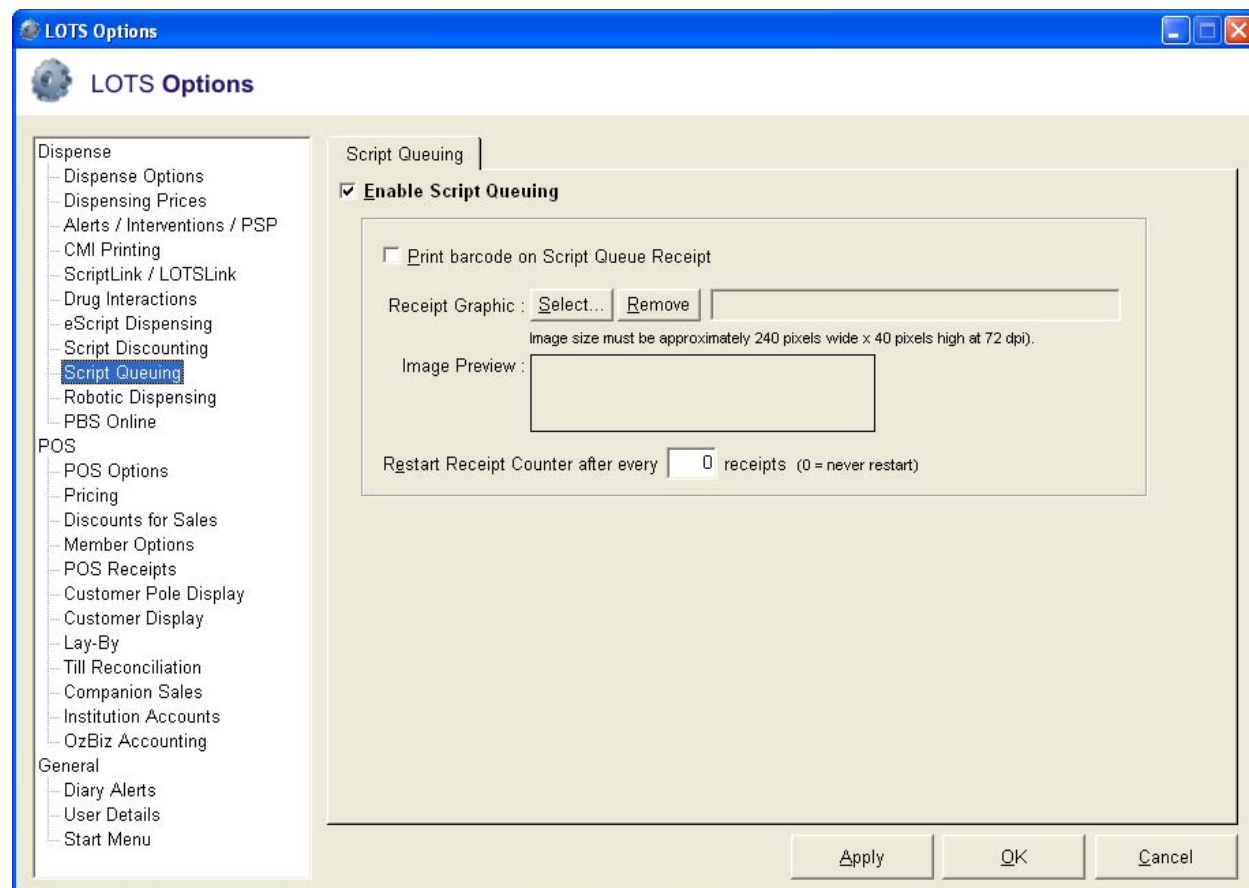 LOTS Options
LOTS Options
Dispense
Dispense Options
Dispensing Prices
Alerts / Interventions / PSP
CMI Printing
ScriptLink / LOTSLink
Drug Interactions
eScript Dispensing
Script Discounting
Script Queuing
Robotic Dispensing
PBS Online
POS
POS Options
Pricing
Discounts for Sales
Member Options
POS Receipts
Customer Pole Display
Customer Display
Lay-By
Till Reconciliation
Companion Sales
Institution Accounts
OzBiz Accounting
General
Diary Alerts
User Details
Start Menu
Script Queuing
Enable Script Queuing
Print barcode on Script Queue Receipt
Receipt Graphic : Select... Remove
Image size must be approximately 240 pixels wide x 40 pixels high at 72 dpi).
Image Preview :
Restart Receipt Counter after every 0 receipts (0 = never restart)
Apply OK Cancel